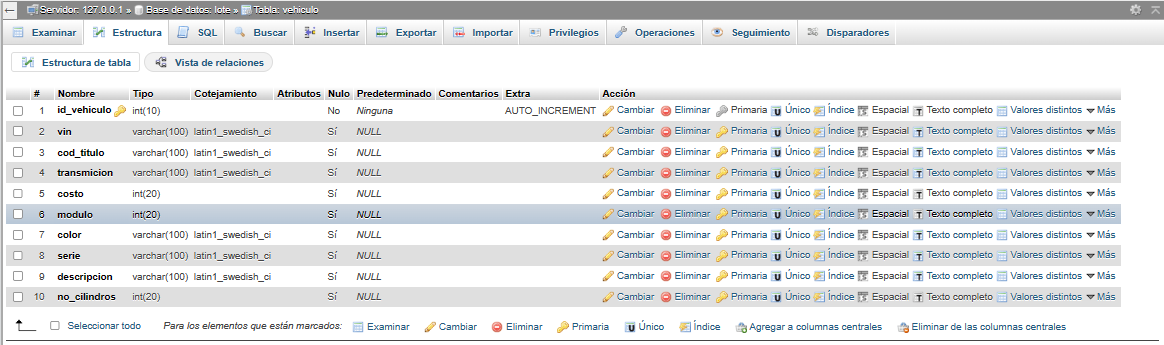 Servidor: 127.0.0.1 » Base de datos: lote » Tabla: vehiculo
Examinar Estructura SQL Buscar Insertar Exportar Importar Privilegios Operaciones Seguimiento Disparadores
Estructura de tabla Vista de relaciones
# Nombre Tipo Cotejamiento Atributos Nulo Predeterminado Comentarios Extra Acción
1 id_vehiculo int(10) No Ninguna AUTO_INCREMENT Cambiar Eliminar Primaria Único Índice Espacial Texto completo Valores distintos Más
2 vin varchar(100) latin1_swedish_ci Sí NULL Cambiar Eliminar Primaria Único Índice Espacial Texto completo Valores distintos Más
3 cod_titulo varchar(100) latin1_swedish_ci Sí NULL Cambiar Eliminar Primaria Único Índice Espacial Texto completo Valores distintos Más
4 transmicion varchar(100) latin1_swedish_ci Sí NULL Cambiar Eliminar Primaria Único Índice Espacial Texto completo Valores distintos Más
5 costo int(20) Sí NULL Cambiar Eliminar Primaria Único Índice Espacial Texto completo Valores distintos Más
6 modulo int(20) Sí NULL Cambiar Eliminar Primaria Único Índice Espacial Texto completo Valores distintos Más
7 color varchar(100) latin1_swedish_ci Sí NULL Cambiar Eliminar Primaria Único Índice Espacial Texto completo Valores distintos Más
8 serie varchar(100) latin1_swedish_ci Sí NULL Cambiar Eliminar Primaria Único Índice Espacial Texto completo Valores distintos Más
9 descripcion varchar(100) latin1_swedish_ci Sí NULL Cambiar Eliminar Primaria Único Índice Espacial Texto completo Valores distintos Más
10 no_cilindros int(20) Sí NULL Cambiar Eliminar Primaria Único Índice Espacial Texto completo Valores distintos Más
Seleccionar todo Para los elementos que están marcados: Examinar Cambiar Eliminar Primaria Único Índice Agregar a columnas centrales Eliminar de las columnas centrales